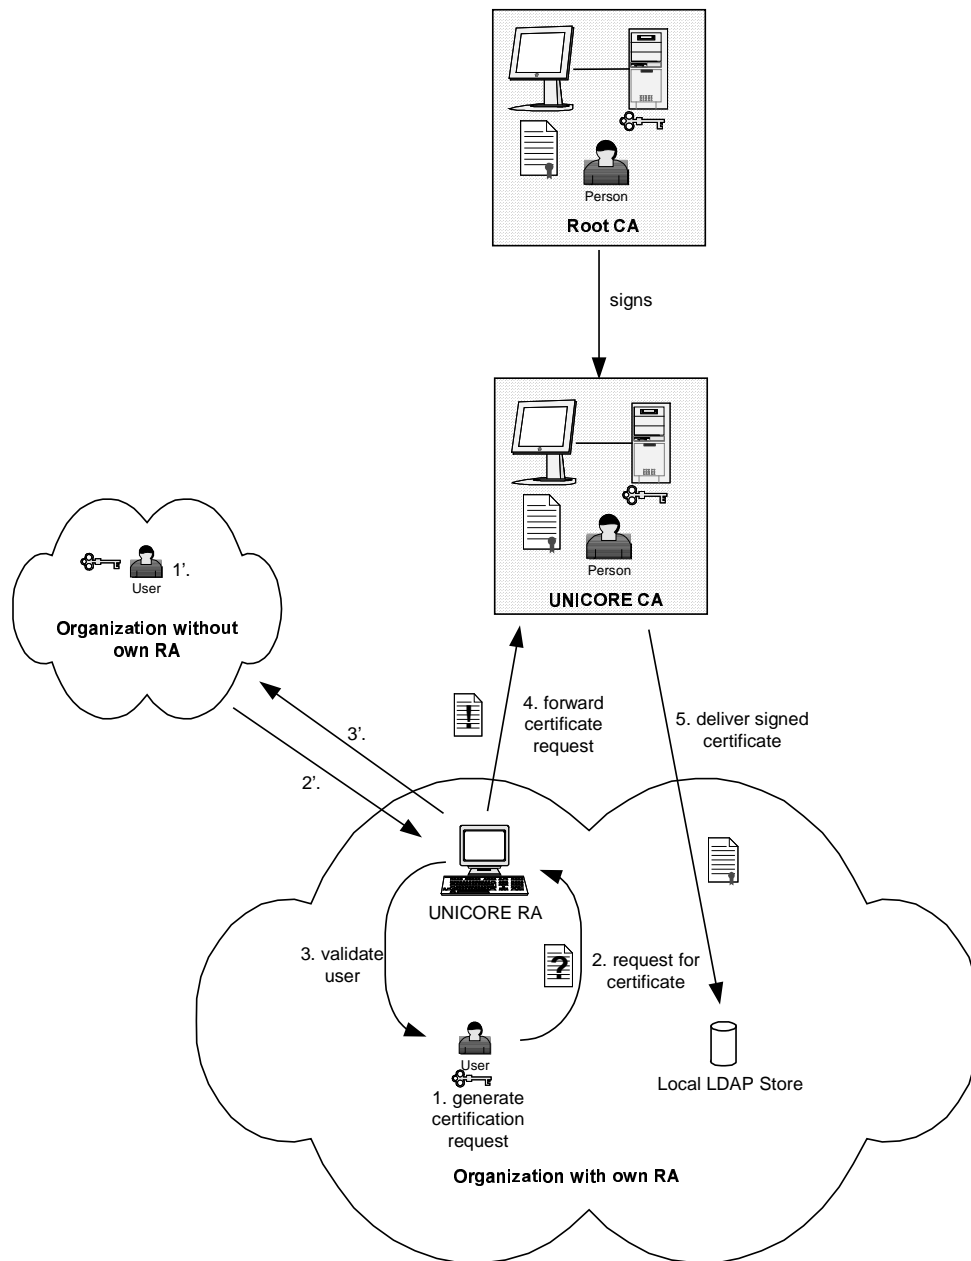 Person
Root CA
signs
Person
UNICORE CA
User
1'.
Organization without
own RA
4. forward
certificate
request
!
5. deliver signed
certificate
3'.
2'.
UNICORE RA
3. validate
user
?
2. request for
certificate
User
1. generate
certification
request
Local LDAP Store
Organization with own RA